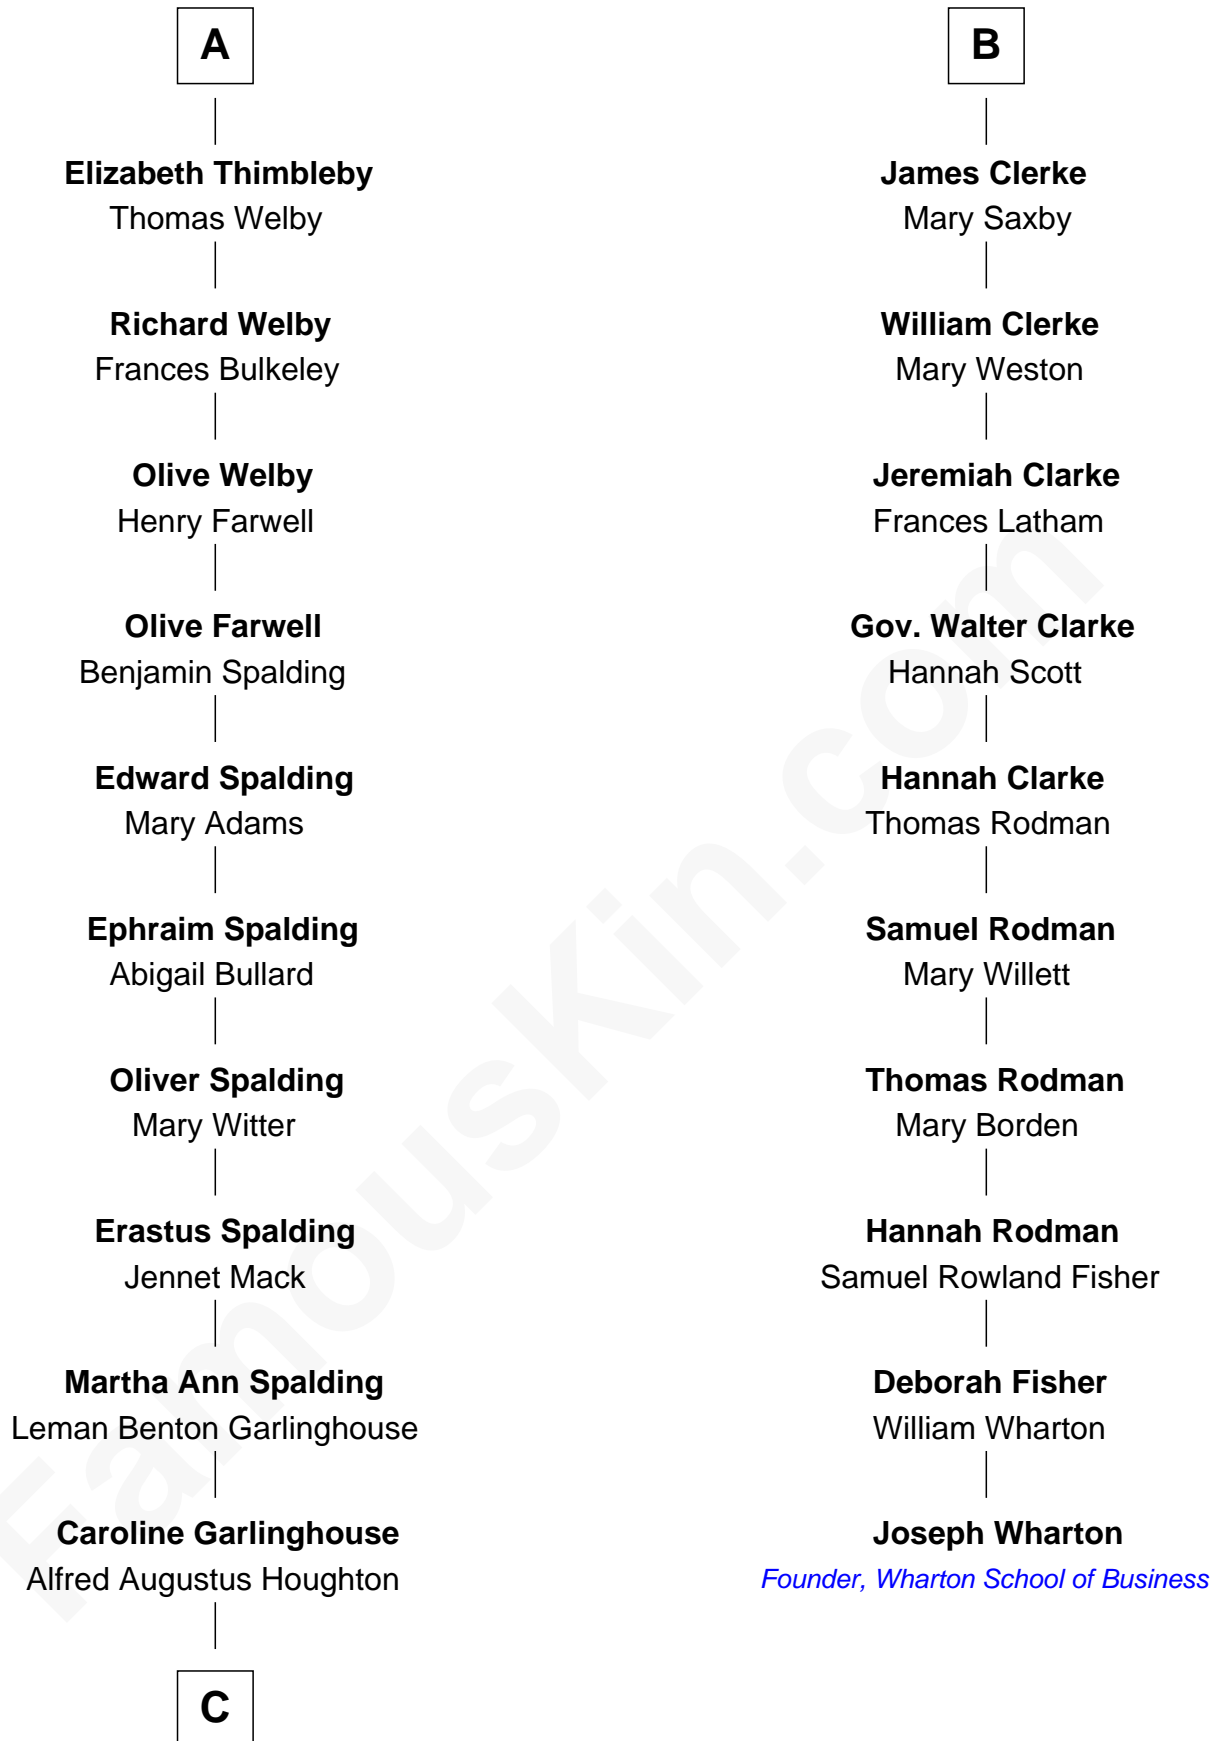 A
Elizabeth Thimbleby
Thomas Welby
Richard Welby
Frances Bulkeley
Olive Welby
Henry Farwell
Olive Farwell
Benjamin Spalding
Edward Spalding
Mary Adams
Ephraim Spalding
Abigail Bullard
Oliver Spalding
Mary Witter
Erastus Spalding
Jennet Mack
Martha Ann Spalding
Leman Benton Garlinghouse
Caroline Garlinghouse
Alfred Augustus Houghton
C
B
James Clerke
Mary Saxby
William Clerke
Mary Weston
Jeremiah Clarke
Frances Latham
Gov. Walter Clarke
Hannah Scott
Hannah Clarke
Thomas Rodman
Samuel Rodman
Mary Willett
Thomas Rodman
Mary Borden
Hannah Rodman
Samuel Rowland Fisher
Deborah Fisher
William Wharton
Joseph Wharton
Founder, Wharton School of Business
FamousKin.com